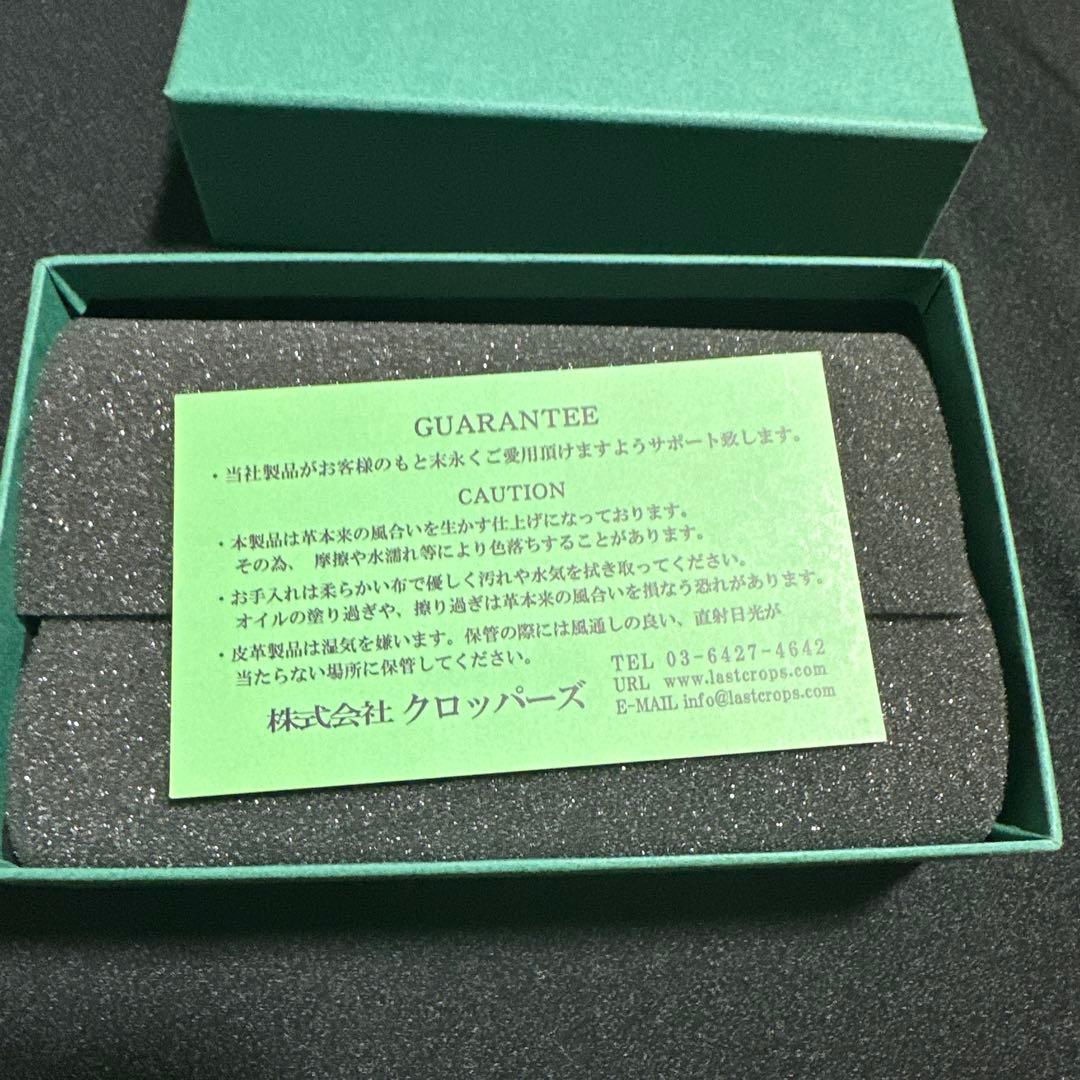 GUARANTEE
・当社製品がお客様のもと末永くご愛用頂けますようサポート致します。
CAUTION
・本製品は革本来の風合いを生かす仕上げになっております。
その為、 摩擦や水濡れ等により色落ちすることがあります。
・お手入れは柔らかい布で優しく汚れや水気を拭き取ってください。
オイルの塗り過ぎや、擦り過ぎは革本来の風合いを損なう恐れがあります。
・皮革製品は湿気を嫌います。保管の際には風通しの良い、直射日光が
当たらない場所に保管してください。
株式会社 クロッパーズ
TEL 03-6427-4642
URL www.lastcrops.com
E-MAIL info@lastcrops.com